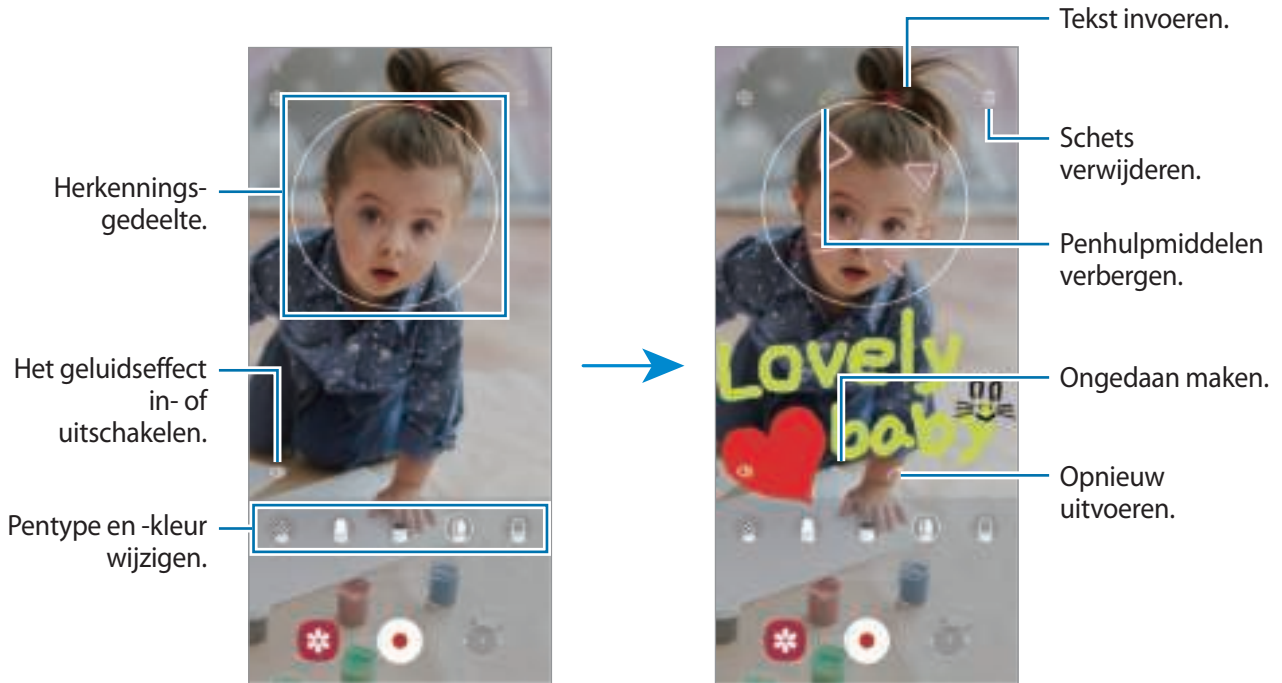 Herkennings-
gedeelte.
Het geluidseffect
in- of
uitschakelen.
Pentype en -kleur
wijzigen.
Tekst invoeren.
Schets
verwijderen.
Penhulpmiddelen
verbergen.
Ongedaan maken.
Opnieuw
uitvoeren.
Lovely
baby